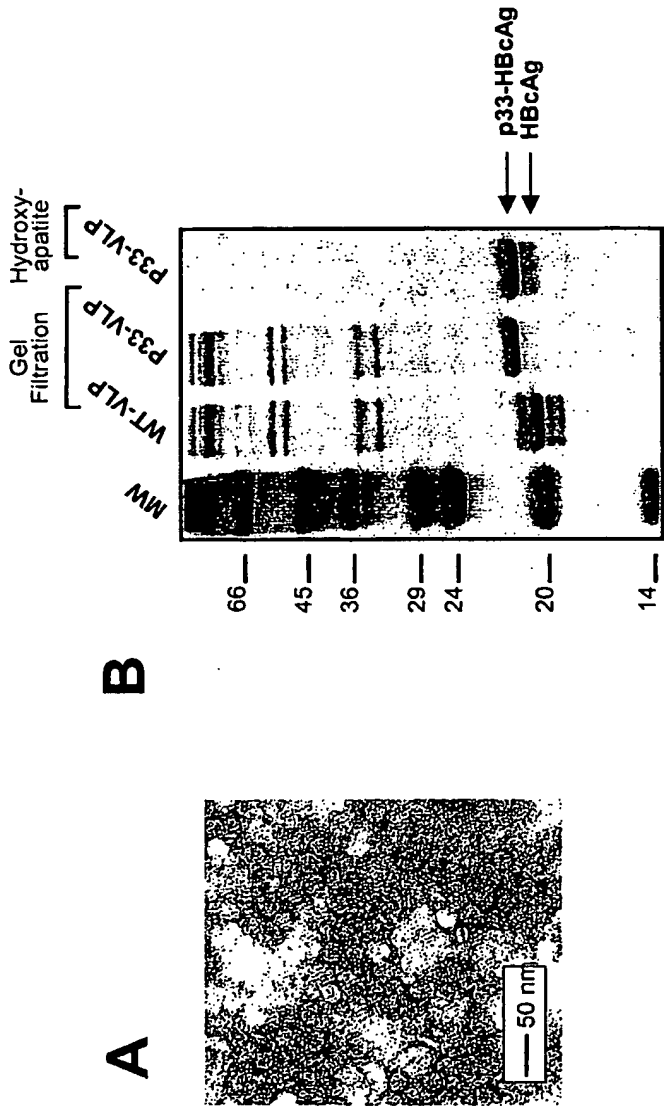 A
50 nm
B
Gel
Filtration
Hydroxy-
apatite
MW
WT-VLP
P33-VLP
P33-VLP
66
45
36
29
24
20
14
p33-HBcAg
HBcAg